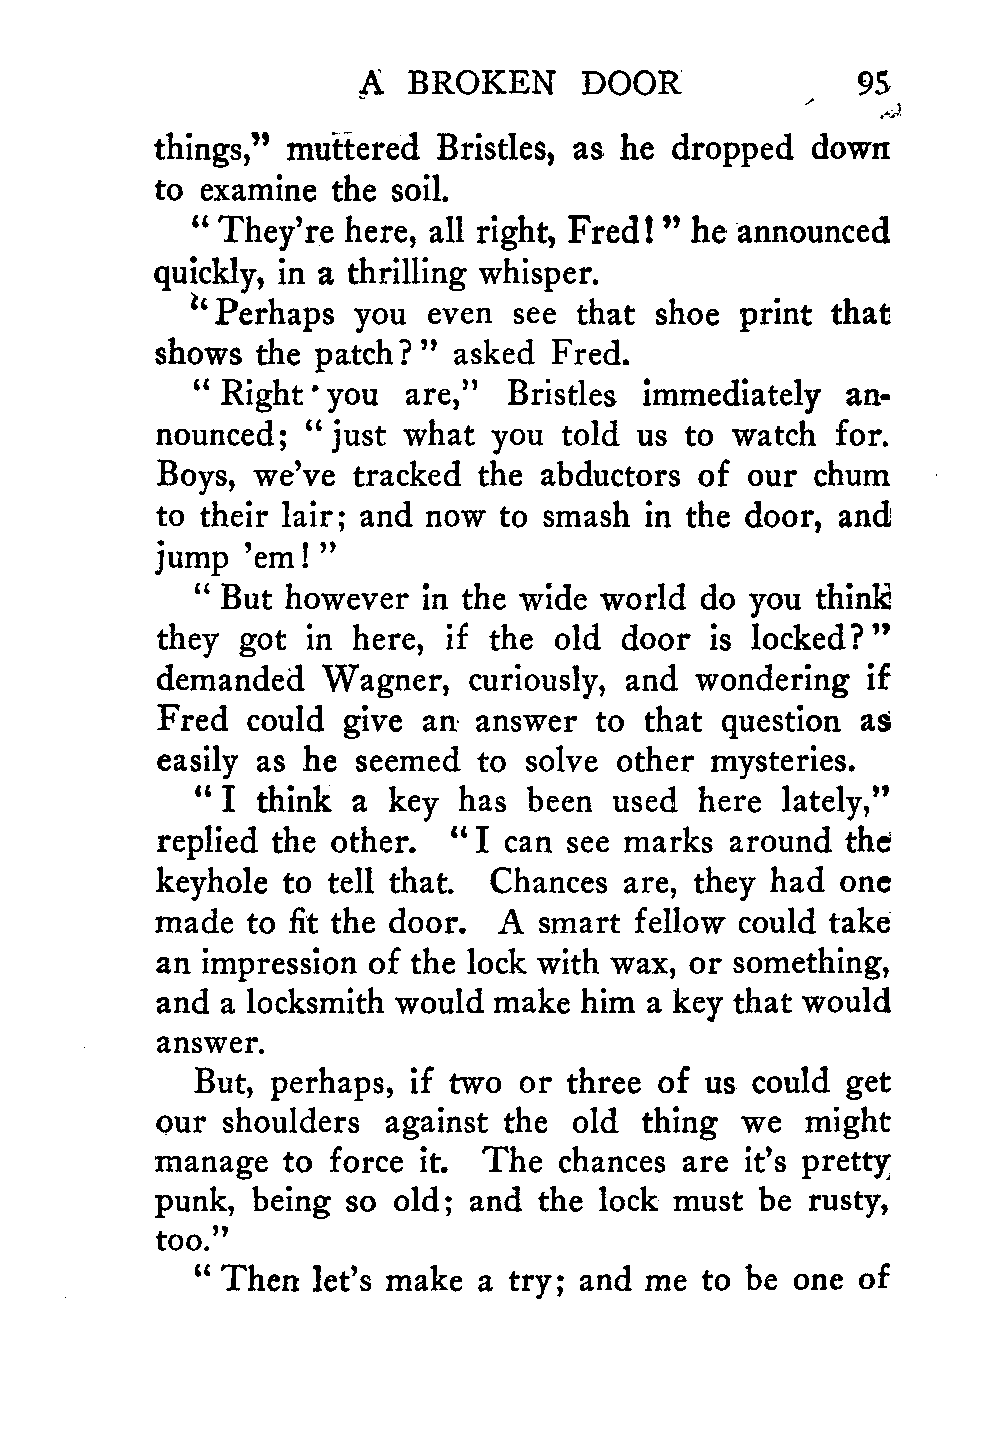 A BROKEN DOOR 95
things," muttered Bristles, as he dropped down
to examine the soil.
"They're here, all right, Fred!" he announced
quickly, in a thrilling whisper.
"Perhaps you even see that shoe print that
shows the patch?" asked Fred.
"Right you are," Bristles immediately an-
nounced; "just what you told us to watch for.
Boys, we've tracked the abductors of our chum
to their lair; and now to smash in the door, and
jump 'em!"
"But however in the wide world do you think
they got in here, if the old door is locked?"
demanded Wagner, curiously, and wondering if
Fred could give an answer to that question as
easily as he seemed to solve other mysteries.
"I think a key has been used here lately,"
replied the other. "I can see marks around the
keyhole to tell that. Chances are, they had one
made to fit the door. A smart fellow could take
an impression of the lock with wax, or something,
and a locksmith would make him a key that would
answer.
But, perhaps, if two or three of us could get
our shoulders against the old thing we might
manage to force it. The chances are it's pretty
punk, being so old; and the lock must be rusty,
too."
"Then let's make a try; and me to be one of